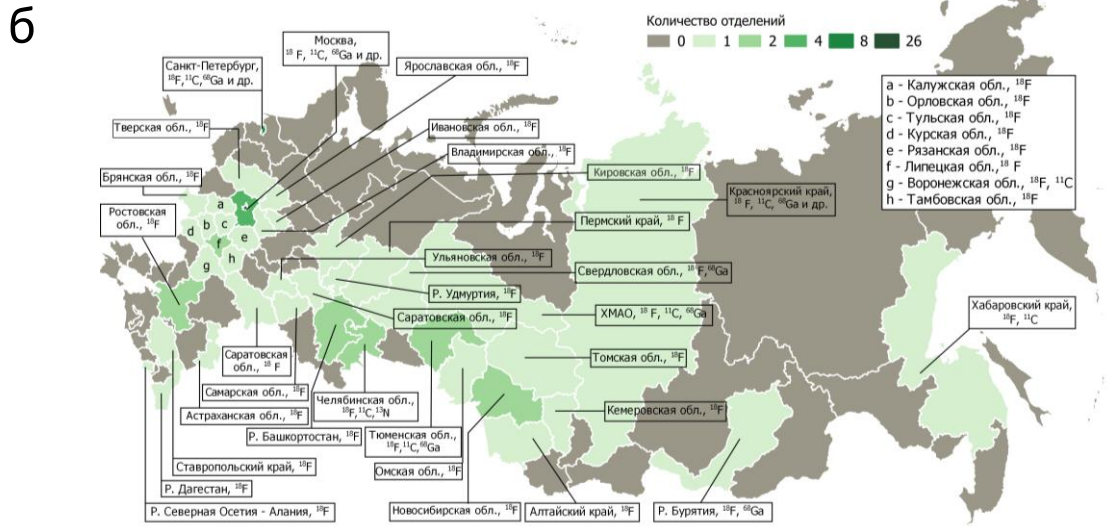 б
Количество отделений
0 1 2 4 8 26
Москва,
¹⁸ F, ¹¹C, ⁶⁸Ga и др.
Санкт-Петербург,
¹⁸F,¹¹C,⁶⁸Ga и др.
Ярославская обл., ¹⁸F
Тверская обл., ¹⁸F
Ивановская обл., ¹⁸F
Владимирская обл., ¹⁸F
Брянская обл., ¹⁸F
Кировская обл., ¹⁸F
Ростовская
обл., ¹⁸F
Красноярский край,
¹⁸ F, ¹¹C, ⁶⁸Ga и др.
Пермский край, ¹⁸ F
Ульяновская обл., ¹⁸F
Свердловская обл., ¹⁸F,⁶⁸Ga
Р. Удмуртия, ¹⁸F
Саратовская обл., ¹⁸F
ХМАО, ¹⁸ F, ¹¹C, ⁶⁸Ga
Хабаровский край,
¹⁸F, ¹¹C
Томская обл., ¹⁸F
Саратовская
обл., ¹⁸ F
Самарская обл., ¹⁸F
Астраханская обл., ¹⁸F
Челябинская обл.,
¹⁸F,¹¹C,¹³N
Кемеровская обл., ¹⁸F
Р. Башкортостан, ¹⁸F
Тюменская обл.,
¹⁸F,¹¹C,⁶⁸Ga
Ставропольский край, ¹⁸F
Омская обл., ¹⁸F
Р. Дагестан, ¹⁸F
Р. Северная Осетия - Алания, ¹⁸F
Новосибирская обл., ¹⁸F
Алтайский край, ¹⁸F
Р. Бурятия, ¹⁸F, ⁶⁸Ga
a - Калужская обл., ¹⁸F
b - Орловская обл., ¹⁸F
c - Тульская обл., ¹⁸F
d - Курская обл., ¹⁸F
e - Рязанская обл., ¹⁸F
f - Липецкая обл.,¹⁸ F
g - Воронежская обл., ¹⁸F, ¹¹C
h - Тамбовская обл., ¹⁸F
a
b c
d e
f
g h